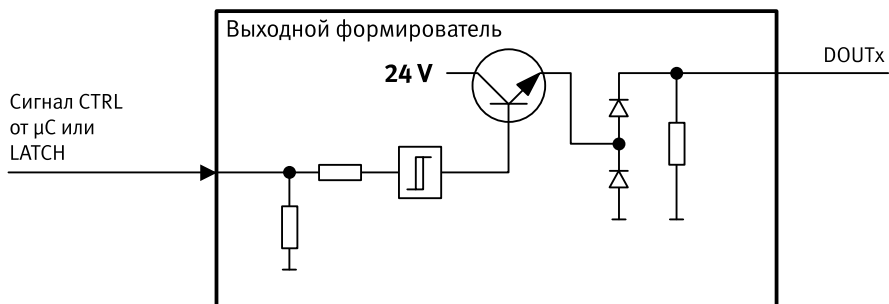 Выходной формирователь
24 V
DOUTx
Сигнал CTRL
от µC или
LATCH